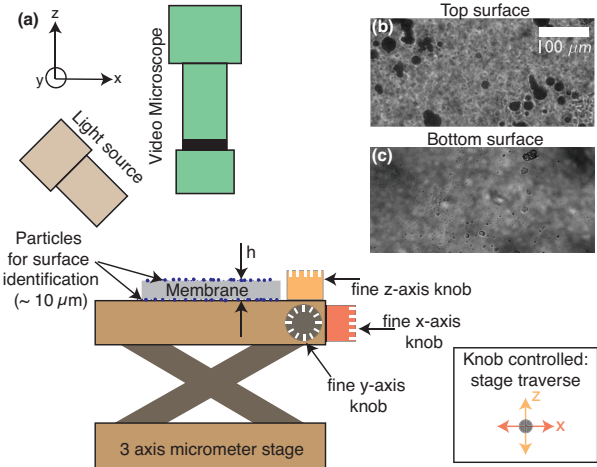 (a)
z
y
x
Video Microscope
Light source
Top surface
(b)
100 μm
Bottom surface
(c)
Particles
for surface
identification
(~ 10 μm)
h
Membrane
fine z-axis knob
fine x-axis
knob
fine y-axis
knob
3 axis micrometer stage
Knob controlled:
stage traverse
z
x